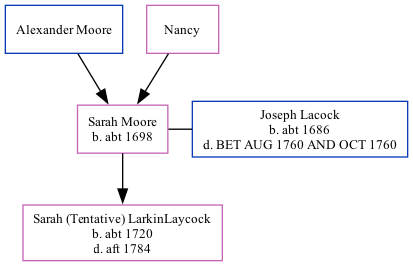 Alexander Moore
Nancy
Sarah Moore
b. abt 1698
Joseph Lacock
b. abt 1686
d. BET AUG 1760 AND OCT 1760
Sarah (Tentative) LarkinLaycock
b. abt 1720
d. aft 1784